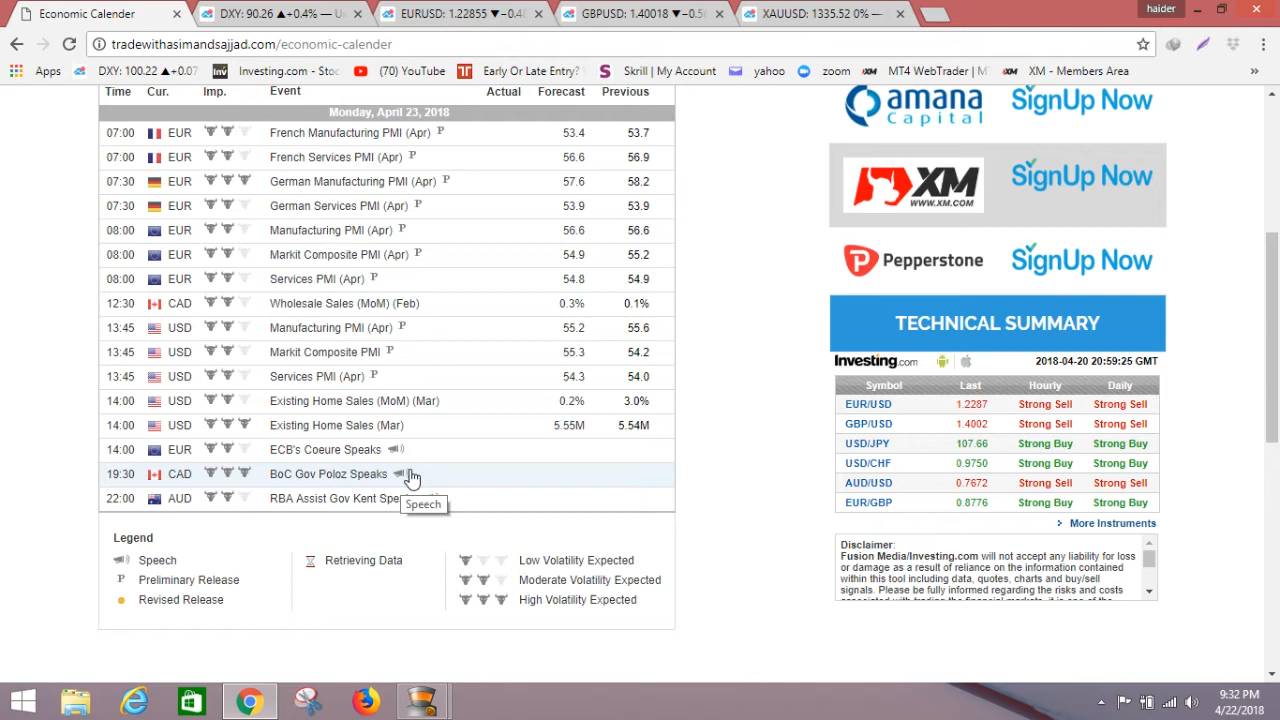 Economic Calender
DXY: 90.26 ▲+0.4% — U
EURUSD: 1.22855 ▼−0.4
GBPUSD: 1.40018 ▼−0.5
XAUUSD: 1335.52 0% —
haider
tradewithasimandsajjad.com/economic-calender
Apps
DXY: 100.22 ▲+0.07
Investing.com - Stoc
(70) YouTube
Early Or Late Entry?
Skrill | My Account
yahoo
zoom
MT4 WebTrader | M
XM - Members Area
»
Time Cur. Imp. Event Actual Forecast Previous
Monday, April 23, 2018
07:00 EUR French Manufacturing PMI (Apr) P 53.4 53.7
07:00 EUR French Services PMI (Apr) P 56.6 56.9
07:30 EUR German Manufacturing PMI (Apr) P 57.6 58.2
07:30 EUR German Services PMI (Apr) P 53.9 53.9
08:00 EUR Manufacturing PMI (Apr) P 56.6 56.6
08:00 EUR Markit Composite PMI (Apr) P 54.9 55.2
08:00 EUR Services PMI (Apr) P 54.8 54.9
12:30 CAD Wholesale Sales (MoM) (Feb) 0.3% 0.1%
13:45 USD Manufacturing PMI (Apr) P 55.2 55.6
13:45 USD Markit Composite PMI P 55.3 54.2
13:45 USD Services PMI (Apr) P 54.3 54.0
14:00 USD Existing Home Sales (MoM) (Mar) 0.2% 3.0%
14:00 USD Existing Home Sales (Mar) 5.55M 5.54M
14:00 EUR ECB's Coeure Speaks
19:30 CAD BoC Gov Poloz Speaks
22:00 AUD RBA Assist Gov Kent Spe
Speech
Legend
Speech
Preliminary Release
P
Revised Release
Retrieving Data
Low Volatility Expected
Moderate Volatility Expected
High Volatility Expected
amana
capital
SignUp Now
XM
WWW.XM.COM
SignUp Now
Pepperstone
SignUp Now
TECHNICAL SUMMARY
Investing.com 2018-04-20 20:59:25 GMT
Symbol Last Hourly Daily
EUR/USD 1.2287 Strong Sell Strong Sell
GBP/USD 1.4002 Strong Sell Strong Sell
USD/JPY 107.66 Strong Buy Strong Buy
USD/CHF 0.9750 Strong Buy Strong Buy
AUD/USD 0.7672 Strong Sell Strong Sell
EUR/GBP 0.8776 Strong Buy Strong Buy
More Instruments
Disclaimer:
Fusion Media/Investing.com will not accept any liability for loss
or damage as a result of reliance on the information contained
within this tool including data, quotes, charts and buy/sell
signals. Please be fully informed regarding the risks and costs
associated with trading the financial markets, it is one of the
9:32 PM
4/22/2018